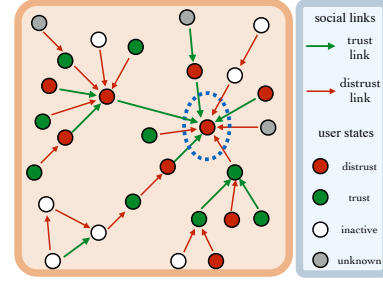 social links
trust
link
distrust
link
user states
distrust
trust
inactive
unknown